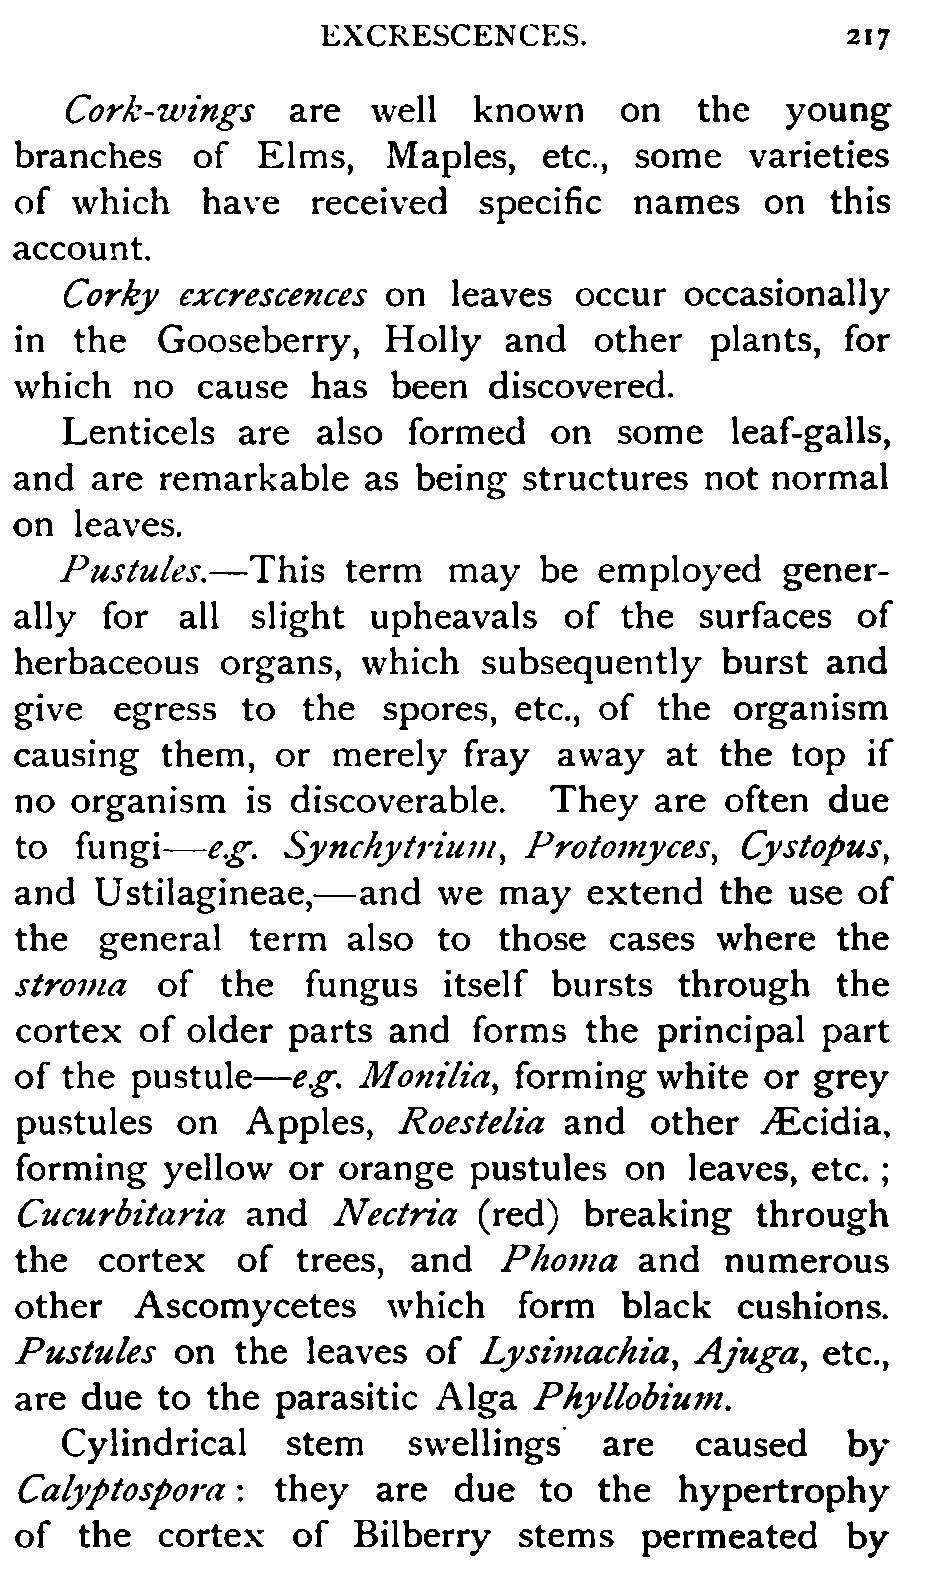 EXCRESCENCES. 217
Cork-wings are well known on the young
branches of Elms, Maples, etc., some varieties
of which have received specific names on this
account.
Corky excrescences on leaves occur occasionally
in the Gooseberry, Holly and other plants, for
which no cause has been discovered.
Lenticels are also formed on some leaf-galls,
and are remarkable as being structures not normal
on leaves.
Pustules.—This term may be employed gener-
ally for all slight upheavals of the surfaces of
herbaceous organs, which subsequently burst and
give egress to the spores, etc., of the organism
causing them, or merely fray away at the top if
no organism is discoverable. They are often due
to fungi—e.g. Synchytrium, Protomyces, Cystopus,
and Ustilagineae,—and we may extend the use of
the general term also to those cases where the
stroma of the fungus itself bursts through the
cortex of older parts and forms the principal part
of the pustule—e.g. Monilia, forming white or grey
pustules on Apples, Roestelia and other Æcidia,
forming yellow or orange pustules on leaves, etc. ;
Cucurbitaria and Nectria (red) breaking through
the cortex of trees, and Phoma and numerous
other Ascomycetes which form black cushions.
Pustules on the leaves of Lysimachia, Ajuga, etc.,
are due to the parasitic Alga Phyllobium.
Cylindrical stem swellings are caused by
Calyptospora : they are due to the hypertrophy
of the cortex of Bilberry stems permeated by